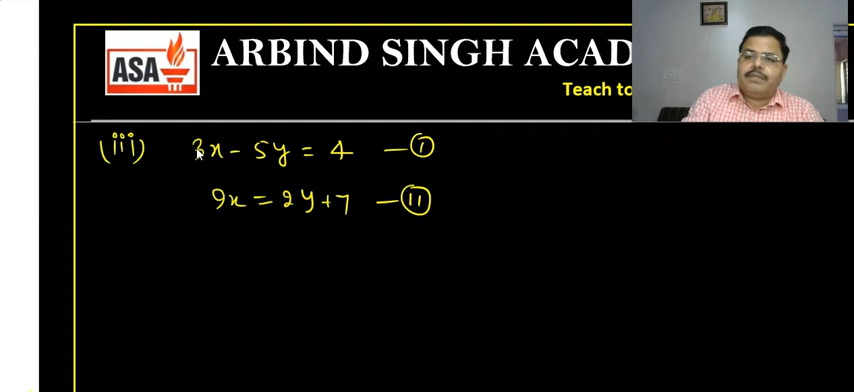 ASA
ARBIND SINGH ACAD
Teach to
(iii) 3x - 5y = 4 — (I)
9x = 2y + 7 — (II)